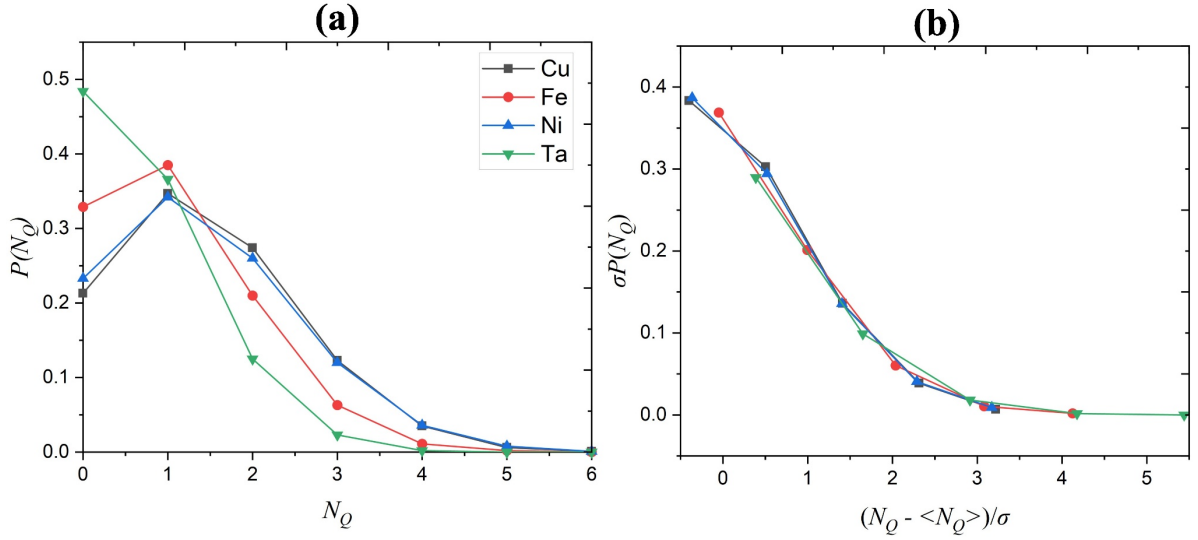 (a)
0.5
0.4
0.3
0.2
0.1
0.0
P(N_Q)
0 1 2 3 4 5 6
N_Q
Cu
Fe
Ni
Ta
(b)
0.4
0.3
0.2
0.1
0.0
σP(N_Q)
0 1 2 3 4 5
(N_Q - <N_Q>)/σ